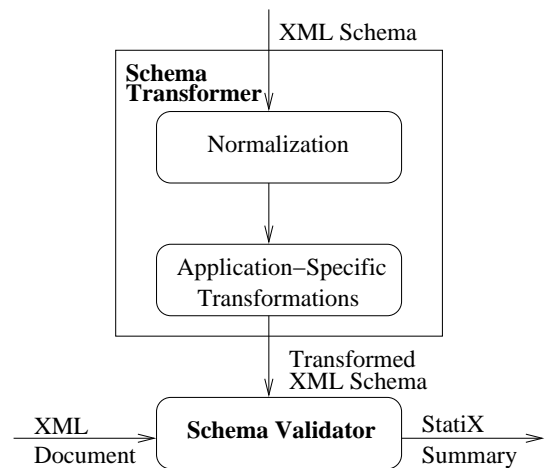 XML Schema
Schema
Transformer
Normalization
Application–Specific
Transformations
Transformed
XML Schema
XML
Document
Schema Validator
StatiX
Summary